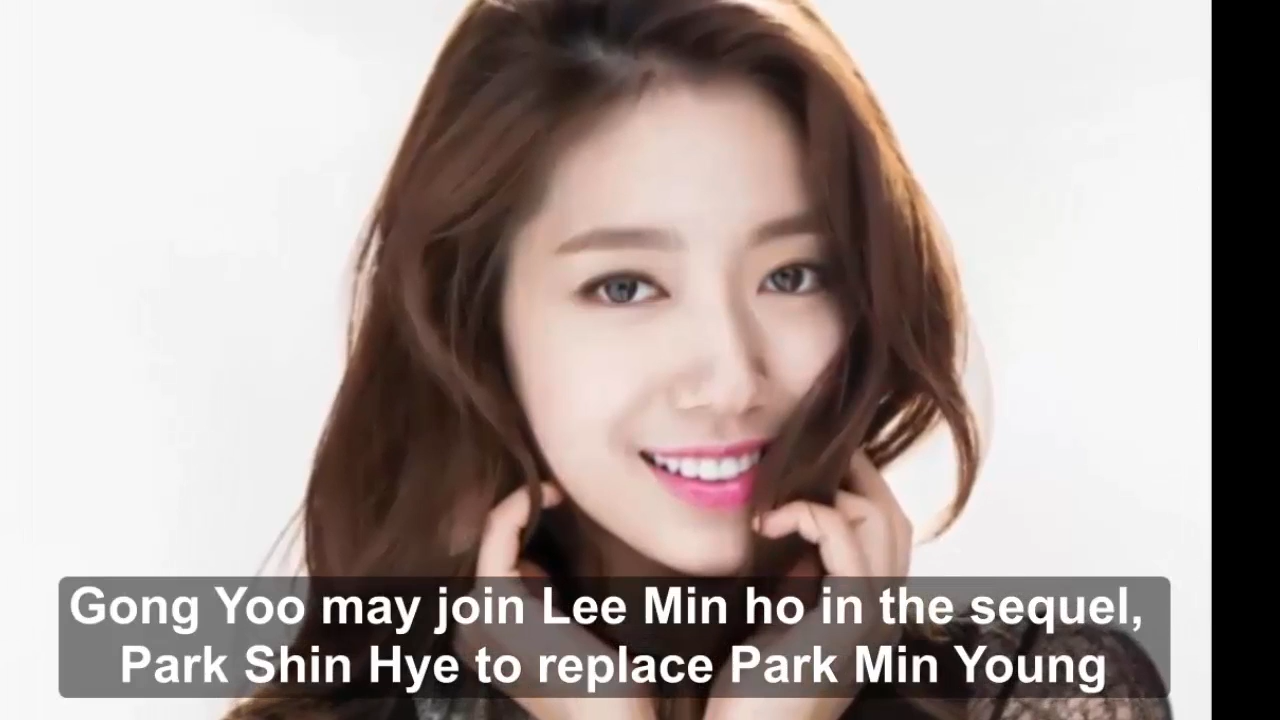 Gong Yoo may join Lee Min ho in the sequel,
Park Shin Hye to replace Park Min Young